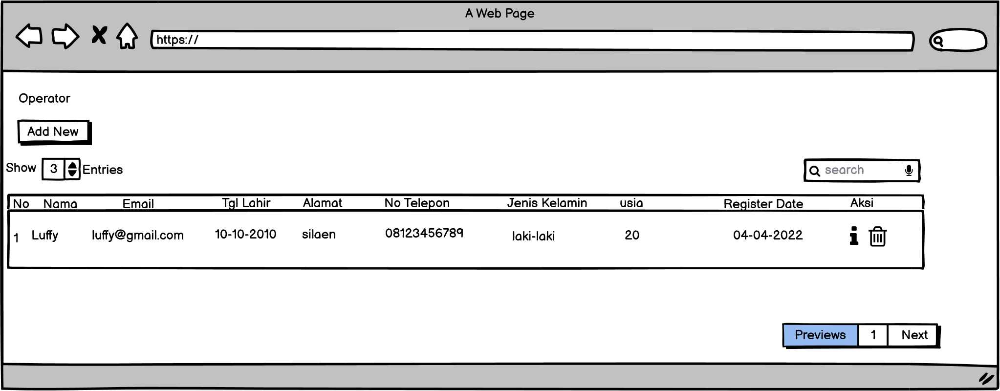 A Web Page
https://
Operator
Add New
Show 3 Entries
search
No Nama Email Tgl Lahir Alamat No Telepon Jenis Kelamin usia Register Date Aksi
1 Luffy luffy@gmail.com 10-10-2010 silaen 08123456789 laki-laki 20 04-04-2022
Previews 1 Next